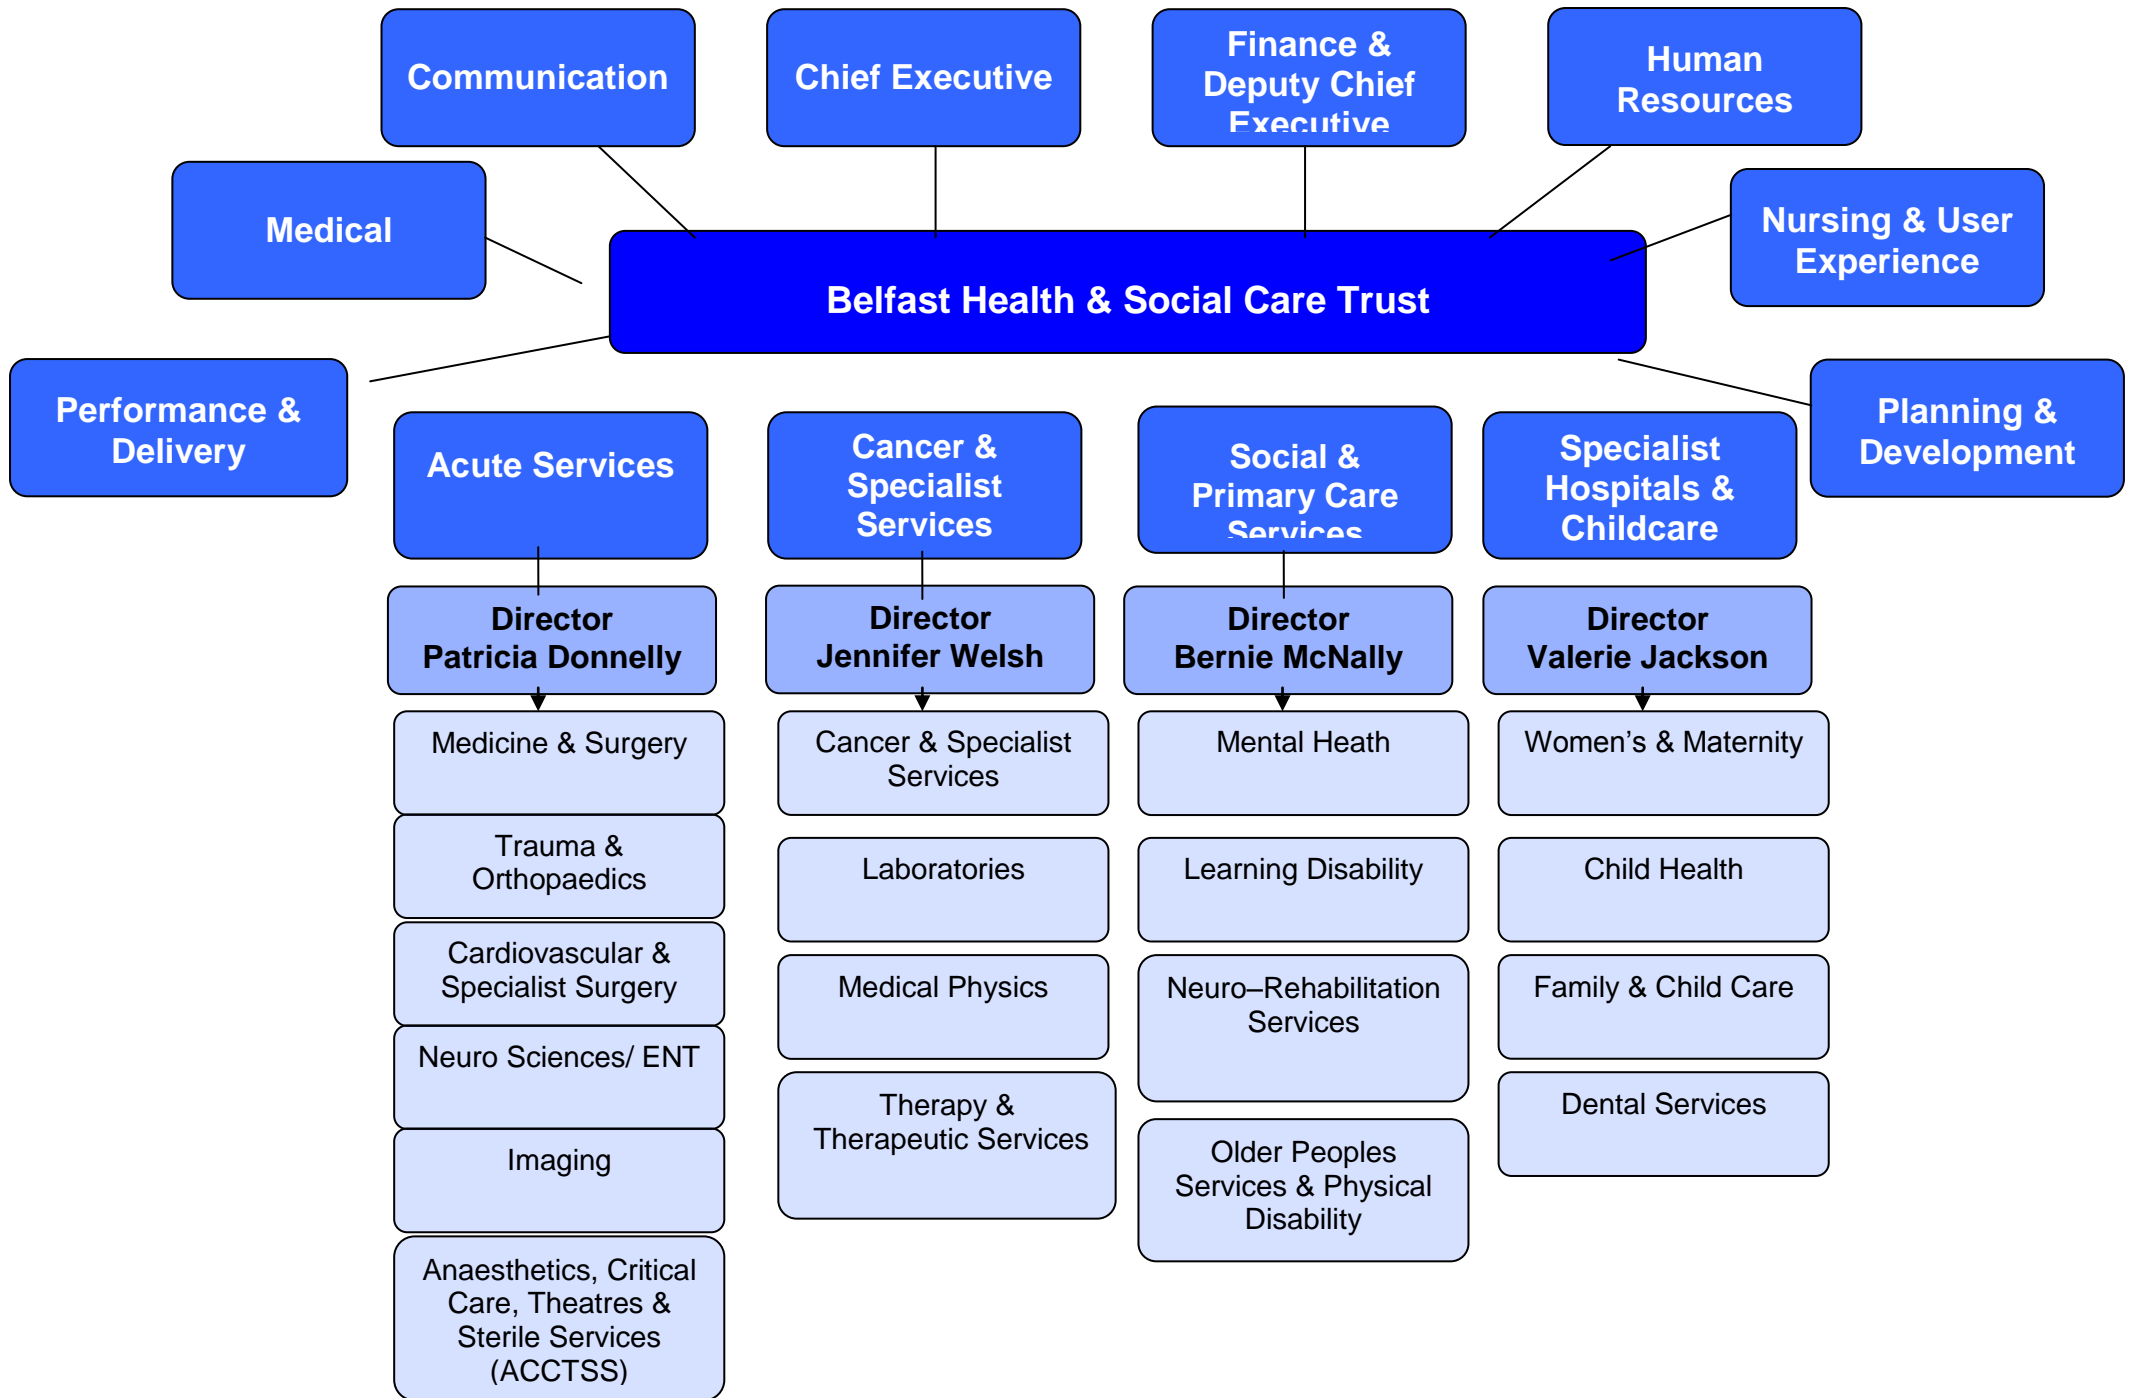 Communication
Chief Executive
Finance &
Deputy Chief
Executive
Human
Resources
Medical
Nursing & User
Experience
Belfast Health & Social Care Trust
Performance &
Delivery
Planning &
Development
Acute Services
Cancer &
Specialist
Services
Social &
Primary Care
Services
Specialist
Hospitals &
Childcare
Director
Patricia Donnelly
Director
Jennifer Welsh
Director
Bernie McNally
Director
Valerie Jackson
Medicine & Surgery
Trauma &
Orthopaedics
Cardiovascular &
Specialist Surgery
Neuro Sciences/ ENT
Imaging
Anaesthetics, Critical
Care, Theatres &
Sterile Services
(ACCTSS)
Cancer & Specialist
Services
Laboratories
Medical Physics
Therapy &
Therapeutic Services
Mental Heath
Learning Disability
Neuro–Rehabilitation
Services
Older Peoples
Services & Physical
Disability
Women’s & Maternity
Child Health
Family & Child Care
Dental Services